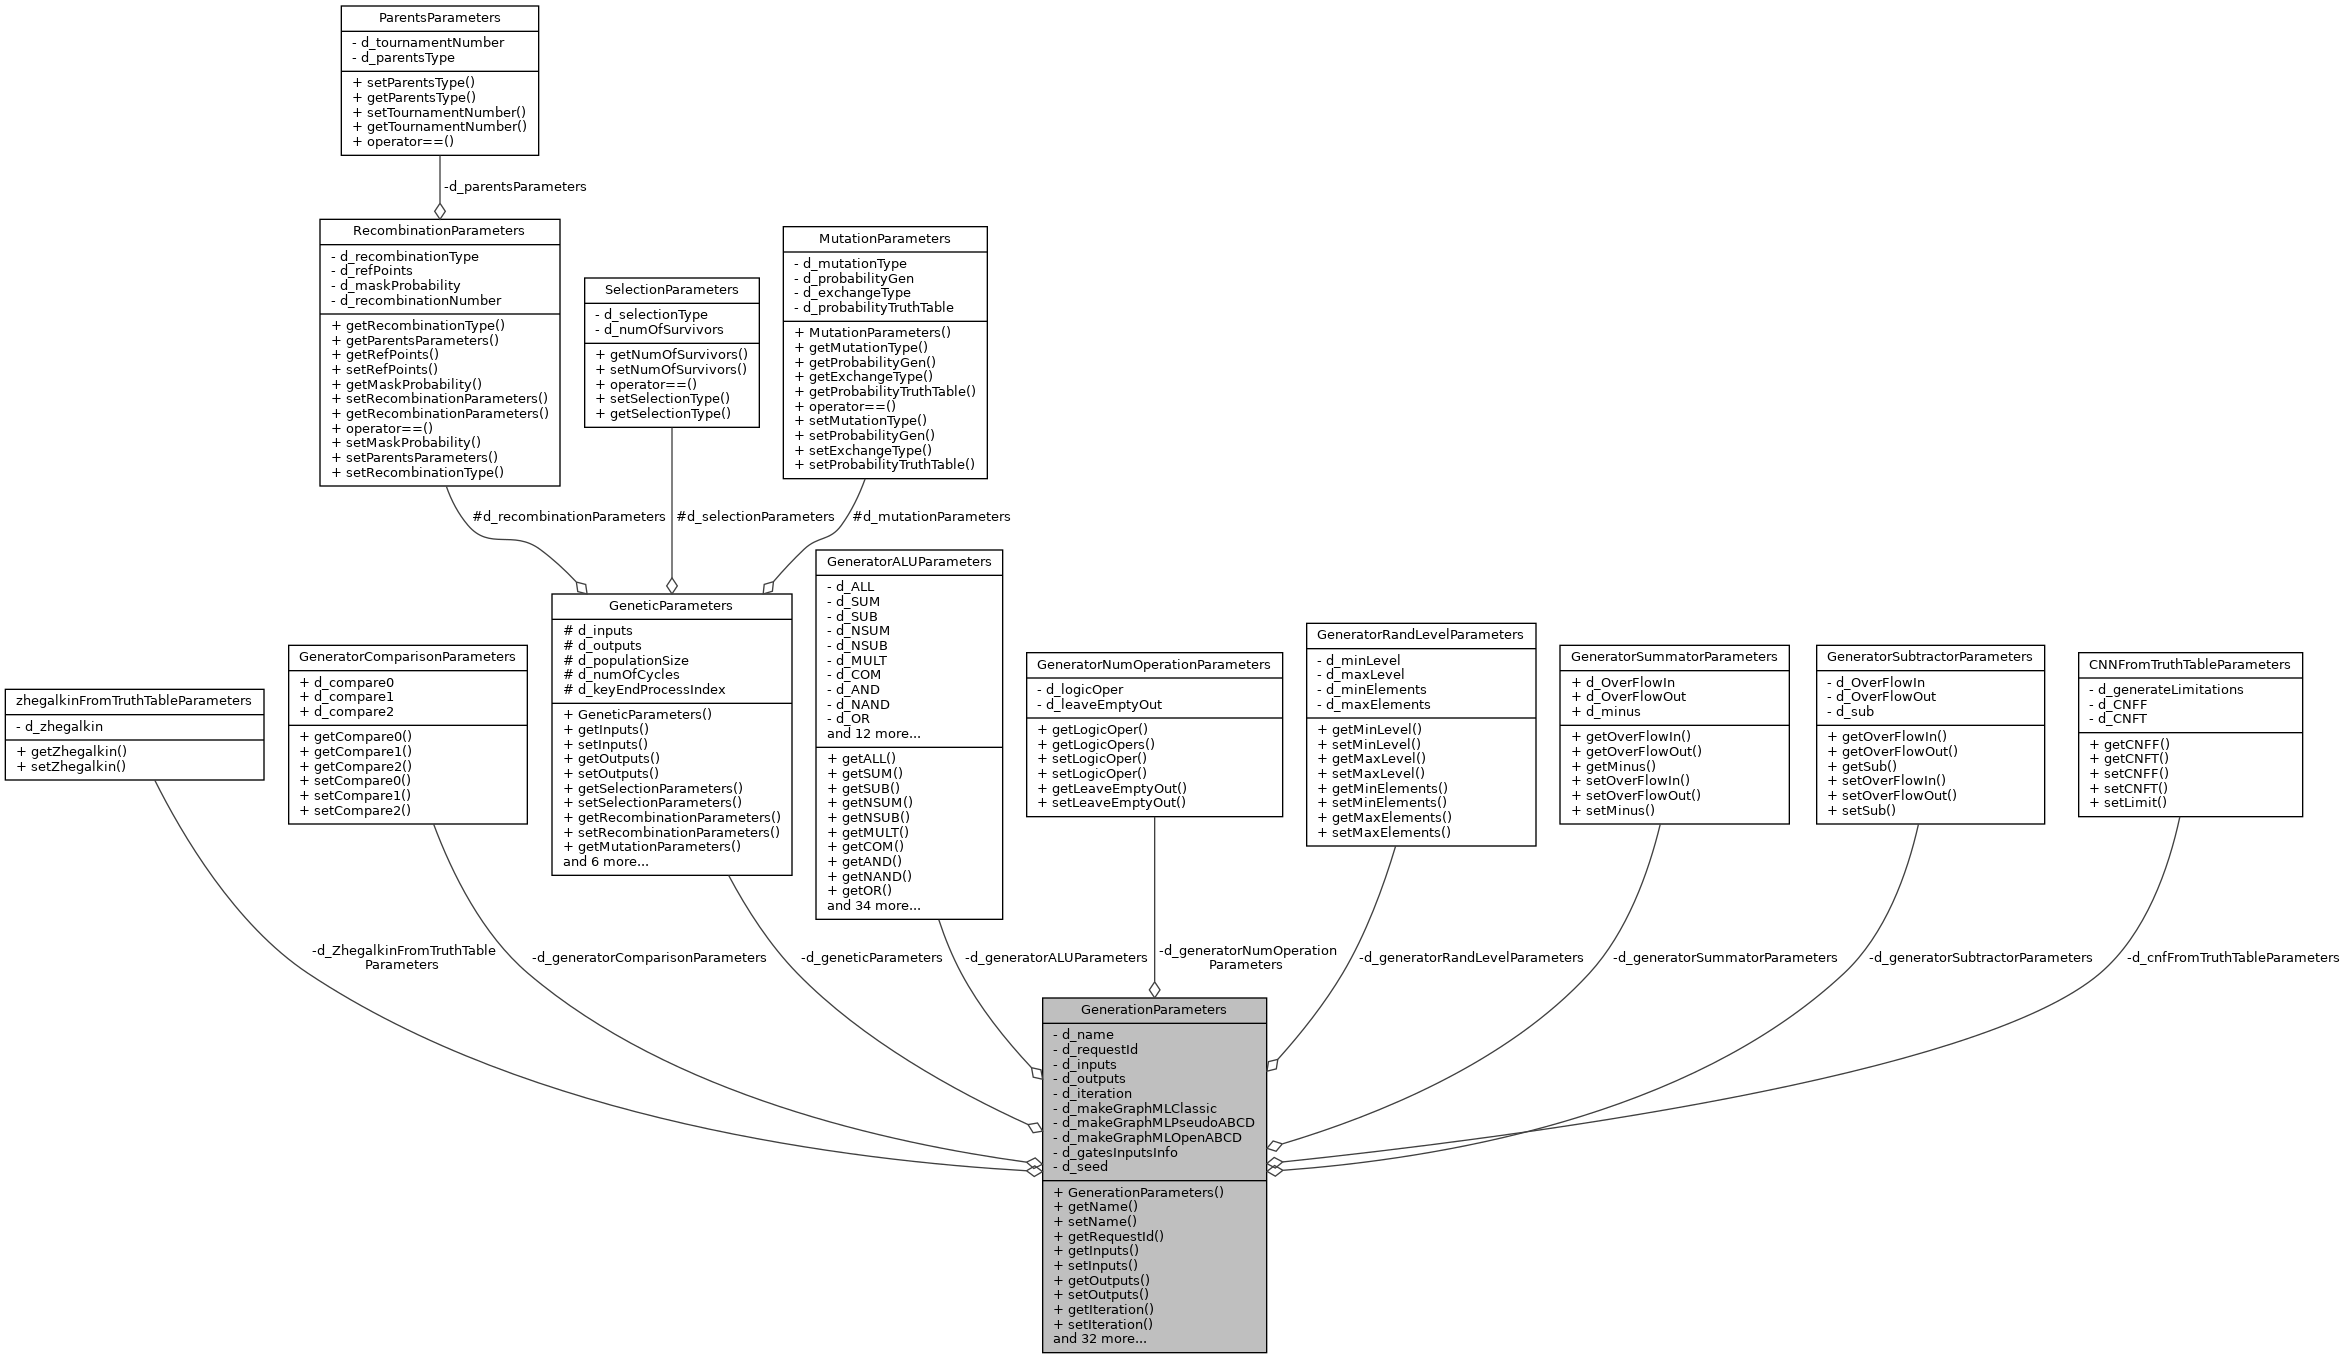 ParentsParameters
- d_tournamentNumber
- d_parentsType
+ setParentsType()
+ getParentsType()
+ setTournamentNumber()
+ getTournamentNumber()
+ operator==()
-d_parentsParameters
RecombinationParameters
- d_recombinationType
- d_refPoints
- d_maskProbability
- d_recombinationNumber
+ getRecombinationType()
+ getParentsParameters()
+ getRefPoints()
+ setRefPoints()
+ getMaskProbability()
+ setRecombinationParameters()
+ getRecombinationParameters()
+ operator==()
+ setMaskProbability()
+ setParentsParameters()
+ setRecombinationType()
SelectionParameters
- d_selectionType
- d_numOfSurvivors
+ getNumOfSurvivors()
+ setNumOfSurvivors()
+ operator==()
+ setSelectionType()
+ getSelectionType()
MutationParameters
- d_mutationType
- d_probabilityGen
- d_exchangeType
- d_probabilityTruthTable
+ MutationParameters()
+ getMutationType()
+ getProbabilityGen()
+ getExchangeType()
+ getProbabilityTruthTable()
+ operator==()
+ setMutationType()
+ setProbabilityGen()
+ setExchangeType()
+ setProbabilityTruthTable()
#d_recombinationParameters
#d_selectionParameters
#d_mutationParameters
zhegalkinFromTruthTableParameters
- d_zhegalkin
+ getZhegalkin()
+ setZhegalkin()
GeneratorComparisonParameters
+ d_compare0
+ d_compare1
+ d_compare2
+ getCompare0()
+ getCompare1()
+ getCompare2()
+ setCompare0()
+ setCompare1()
+ setCompare2()
GeneticParameters
# d_inputs
# d_outputs
# d_populationSize
# d_numOfCycles
# d_keyEndProcessIndex
+ GeneticParameters()
+ getInputs()
+ setInputs()
+ getOutputs()
+ setOutputs()
+ getSelectionParameters()
+ setSelectionParameters()
+ getRecombinationParameters()
+ setRecombinationParameters()
+ getMutationParameters()
and 6 more...
GeneratorALUParameters
- d_ALL
- d_SUM
- d_SUB
- d_NSUM
- d_NSUB
- d_MULT
- d_COM
- d_AND
- d_NAND
- d_OR
and 12 more...
+ getALL()
+ getSUM()
+ getSUB()
+ getNSUM()
+ getNSUB()
+ getMULT()
+ getCOM()
+ getAND()
+ getNAND()
+ getOR()
and 34 more...
GeneratorNumOperationParameters
- d_logicOper
- d_leaveEmptyOut
+ getLogicOper()
+ getLogicOpers()
+ setLogicOper()
+ getLeaveEmptyOut()
+ setLeaveEmptyOut()
GeneratorRandLevelParameters
- d_minLevel
- d_maxLevel
- d_minElements
- d_maxElements
+ getMinLevel()
+ setMinLevel()
+ getMaxLevel()
+ setMaxLevel()
+ getMinElements()
+ setMinElements()
+ getMaxElements()
+ setMaxElements()
GeneratorSummatorParameters
+ d_OverFlowIn
+ d_OverFlowOut
+ d_minus
+ getOverFlowIn()
+ getOverFlowOut()
+ getMinus()
+ setOverFlowIn()
+ setOverFlowOut()
+ setMinus()
GeneratorSubtractorParameters
- d_OverFlowIn
- d_OverFlowOut
- d_sub
+ getOverFlowIn()
+ getOverFlowOut()
+ getSub()
+ setOverFlowIn()
+ setOverFlowOut()
+ setSub()
CNNFromTruthTableParameters
- d_generateLimitations
- d_CNFF
- d_CNFT
+ getCNFF()
+ getCNFT()
+ setCNFF()
+ setCNFT()
+ setLimit()
-d_ZhegalkinFromTruthTable
Parameters
-d_generatorComparisonParameters
-d_geneticParameters
-d_generatorALUParameters
-d_generatorNumOperation
Parameters
-d_generatorRandLevelParameters
-d_generatorSummatorParameters
-d_generatorSubtractorParameters
-d_cnfFromTruthTableParameters
GenerationParameters
- d_name
- d_requestId
- d_inputs
- d_outputs
- d_iteration
- d_makeGraphMLClassic
- d_makeGraphMLPseudoABCD
- d_makeGraphMLOpenABCD
- d_gatesInputsInfo
- d_seed
+ GenerationParameters()
+ getName()
+ setName()
+ getRequestId()
+ getInputs()
+ setInputs()
+ getOutputs()
+ setOutputs()
+ getIteration()
+ setIteration()
and 32 more...